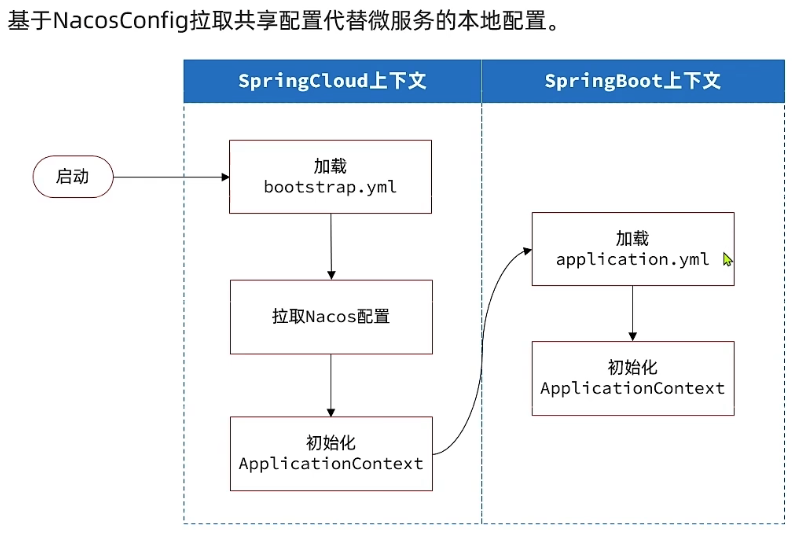 基于NacosConfig拉取共享配置代替微服务的本地配置。
SpringCloud上下文
SpringBoot上下文
启动
加载
bootstrap.yml
拉取Nacos配置
初始化
ApplicationContext
加载
application.yml
初始化
ApplicationContext